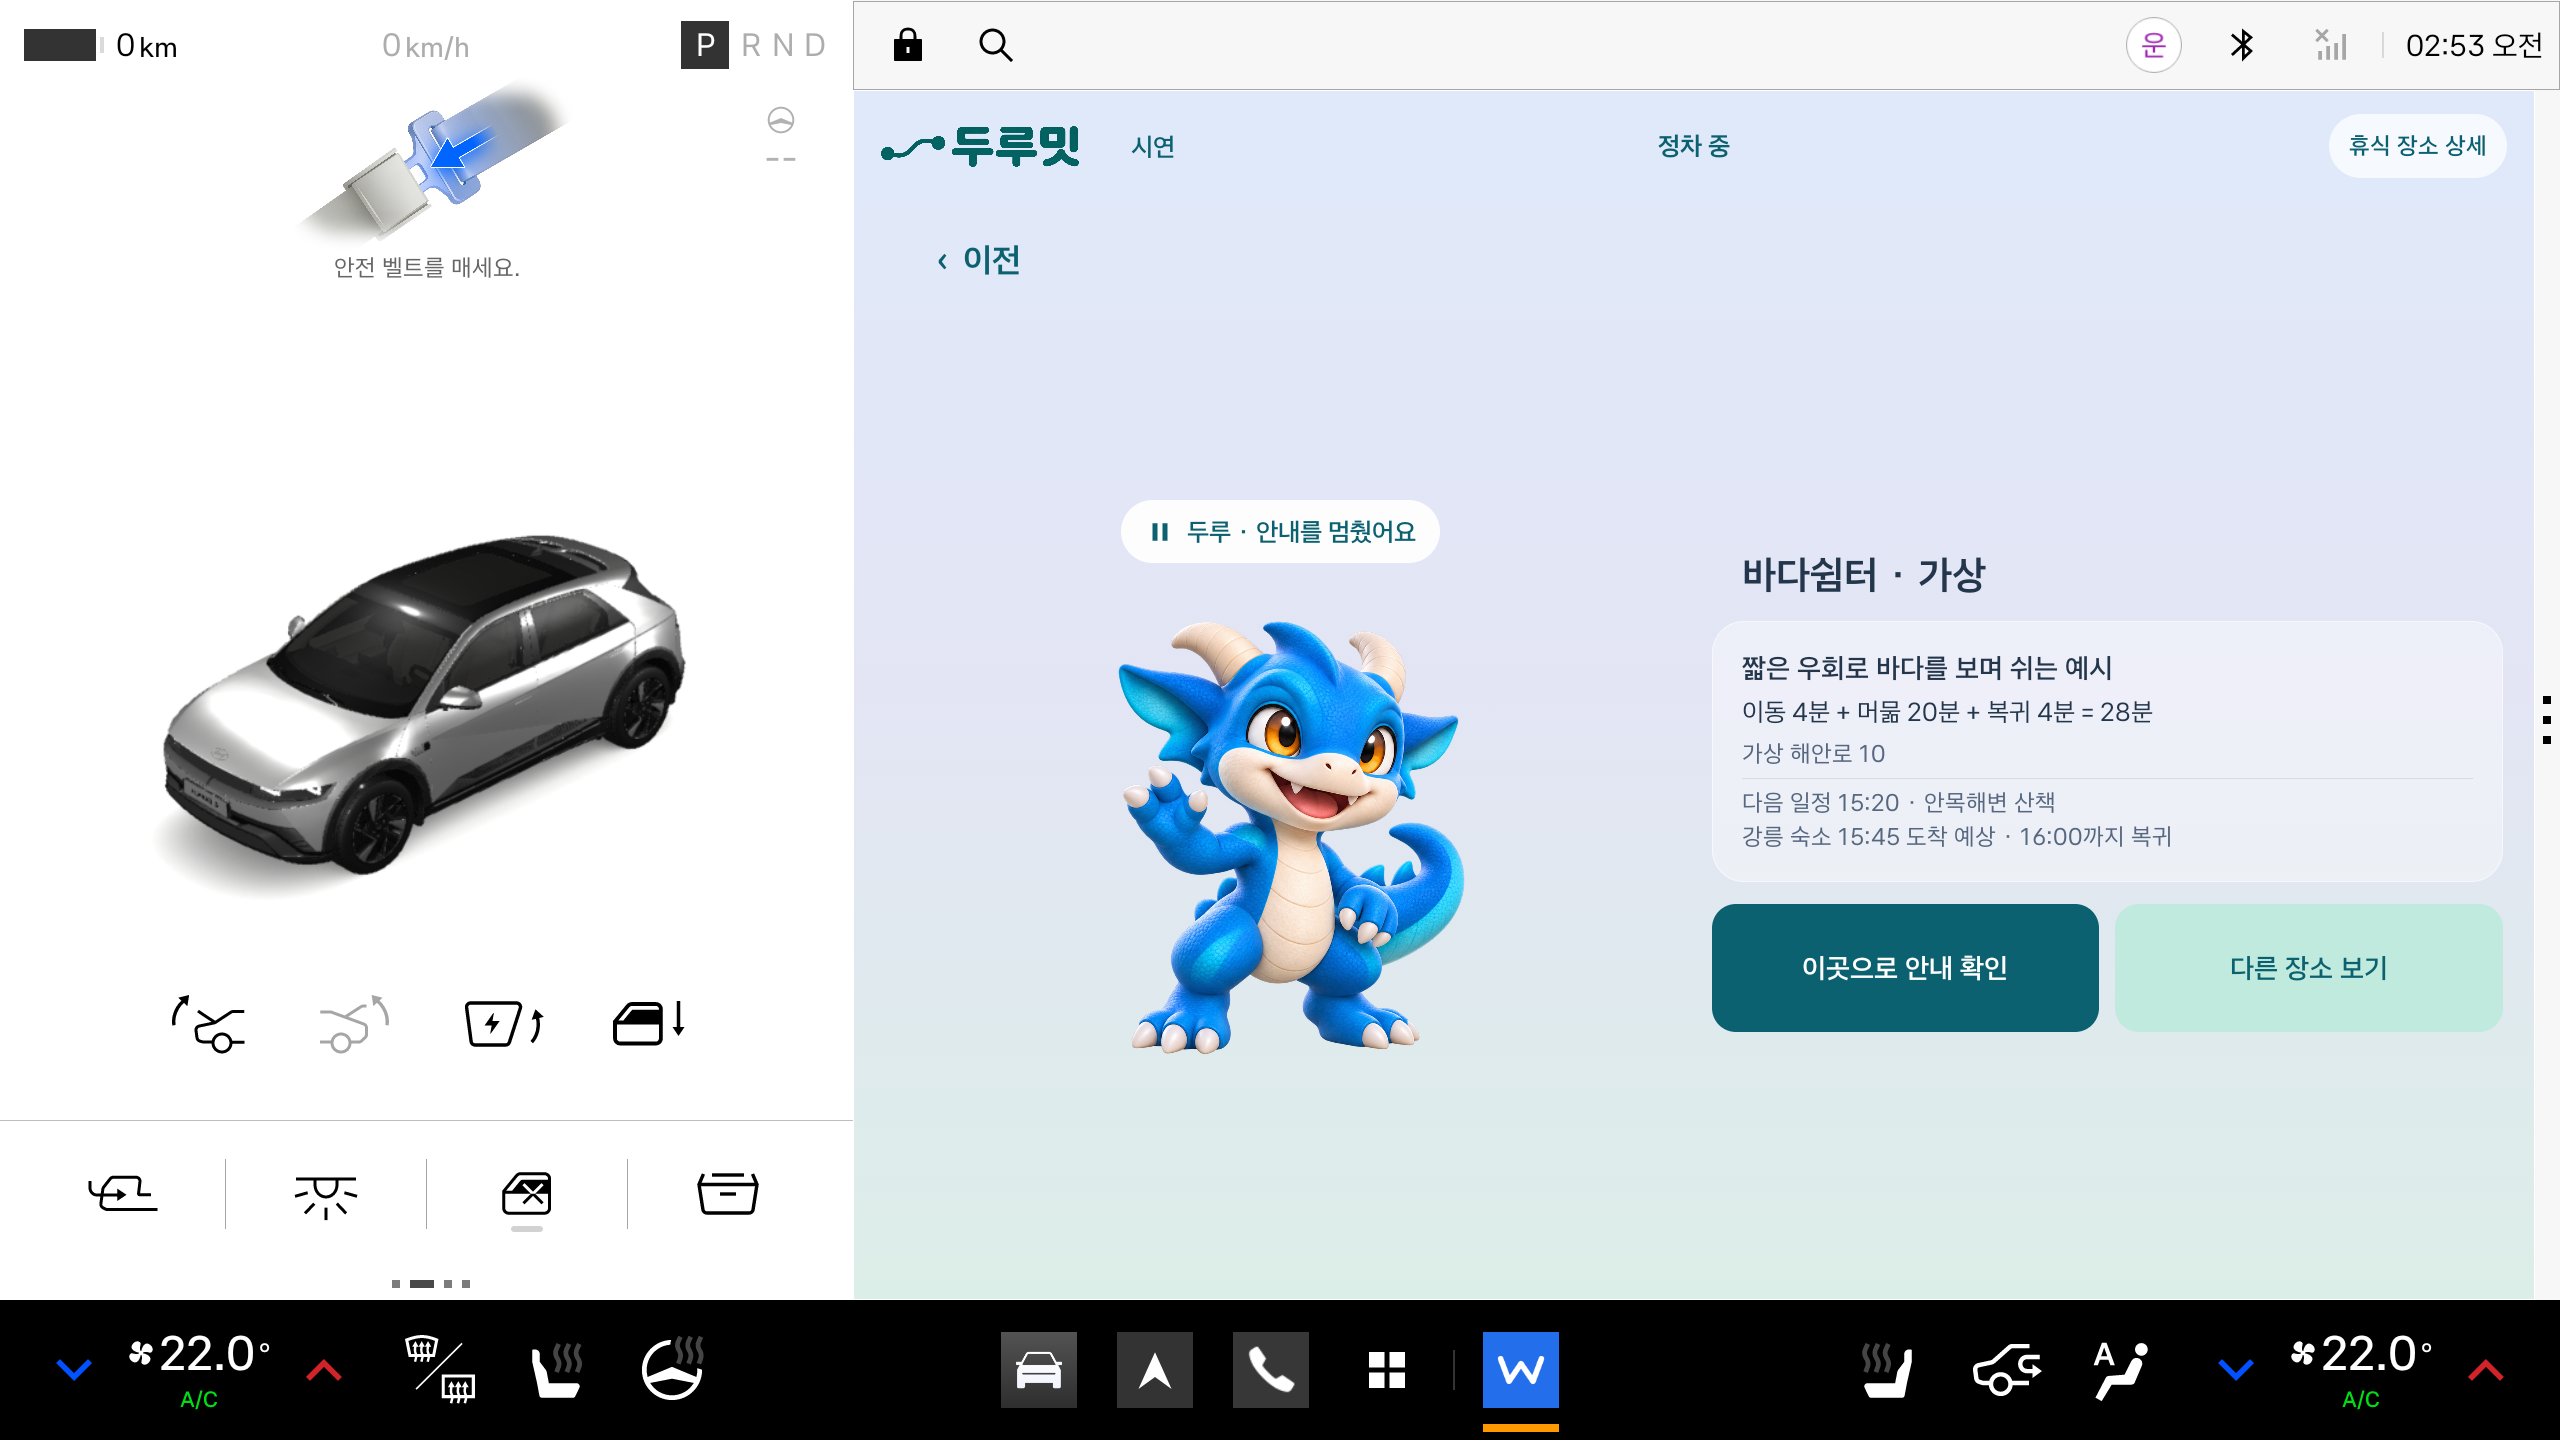 0 km
0 km/h
P R N D
운
02:53 오전
안전 벨트를 매세요.
두루밋
시연
정차 중
휴식 장소 상세
‹ 이전
두루 · 안내를 멈췄어요
바다쉼터 · 가상
짧은 우회로 바다를 보며 쉬는 예시
이동 4분 + 머묾 20분 + 복귀 4분 = 28분
가상 해안로 10
다음 일정 15:20 · 안목해변 산책
강릉 숙소 15:45 도착 예상 · 16:00까지 복귀
이곳으로 안내 확인
다른 장소 보기
22.0°
A/C
A
22.0°
A/C